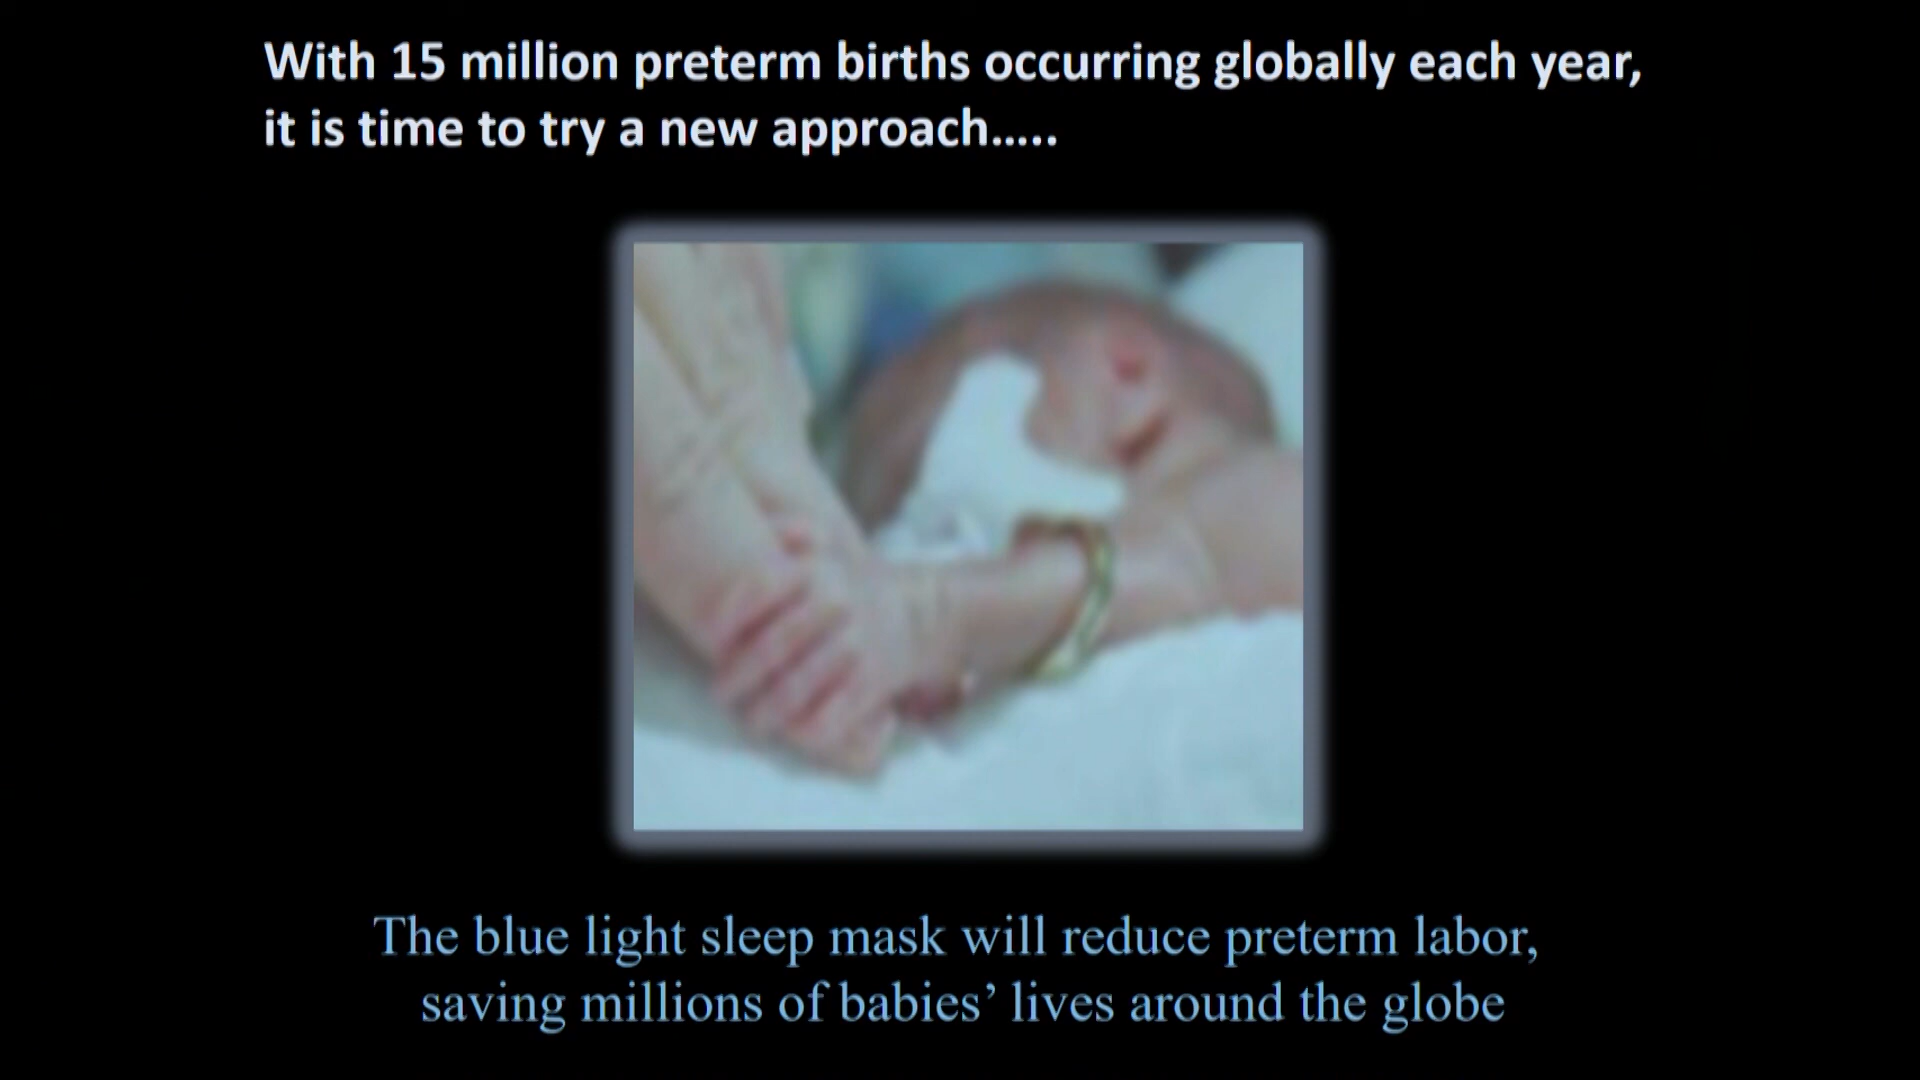 With 15 million preterm births occurring globally each year,
it is time to try a new approach.....
The blue light sleep mask will reduce preterm labor,
saving millions of babies’ lives around the globe